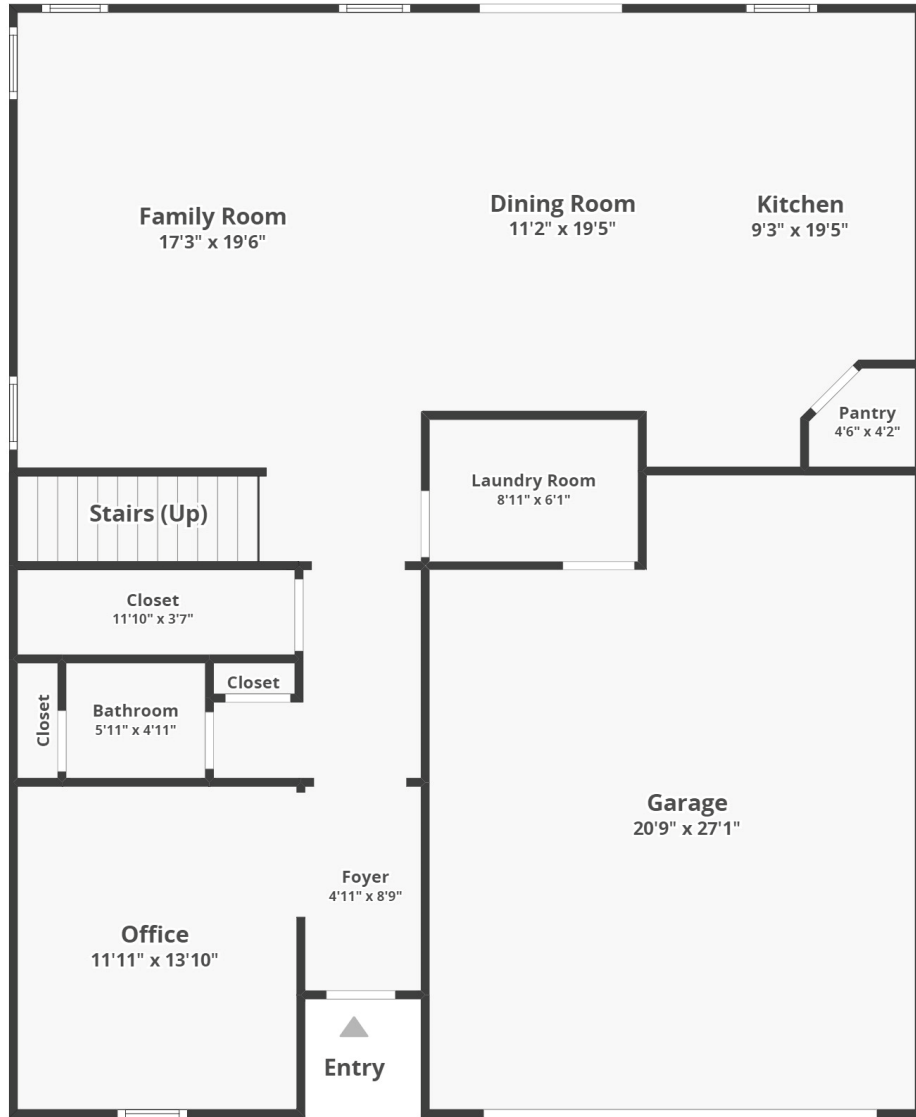 Family Room
17'3" x 19'6"
Dining Room
11'2" x 19'5"
Kitchen
9'3" x 19'5"
Pantry
4'6" x 4'2"
Laundry Room
8'11" x 6'1"
Stairs (Up)
Closet
11'10" x 3'7"
Closet
Closet
Bathroom
5'11" x 4'11"
Garage
20'9" x 27'1"
Foyer
4'11" x 8'9"
Office
11'11" x 13'10"
Entry